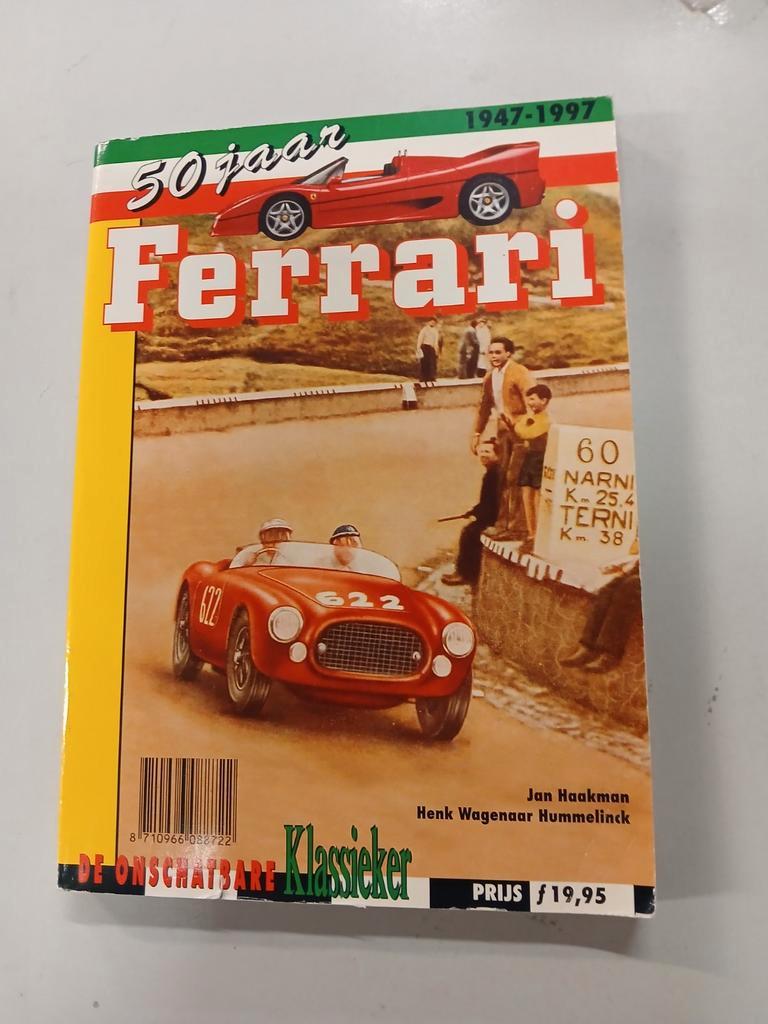 1947-1997
50 jaar
Ferrari
60
NARNI
Km 25.4
TERNI
Km 38
622
622
Jan Haakman
Henk Wagenaar Hummelinck
8 710966 088722
DE ONSCHATBARE Klassieker
PRIJS ƒ 19,95